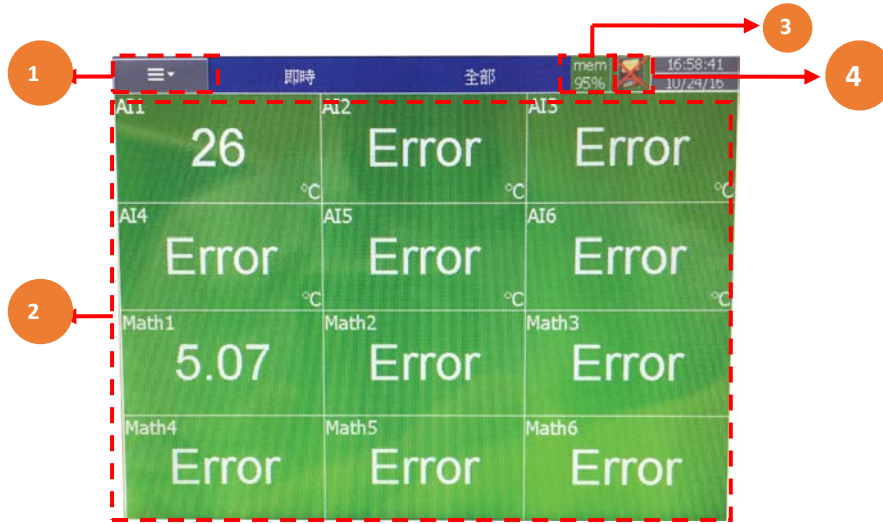 3
1
即時
全部
mem
95%
16:58:41
10/24/16
4
AI1
AI2
AI3
26
Error
Error
°C
°C
°C
AI4
AI5
AI6
Error
Error
Error
°C
°C
°C
2
Math1
Math2
Math3
5.07
Error
Error
Math4
Math5
Math6
Error
Error
Error